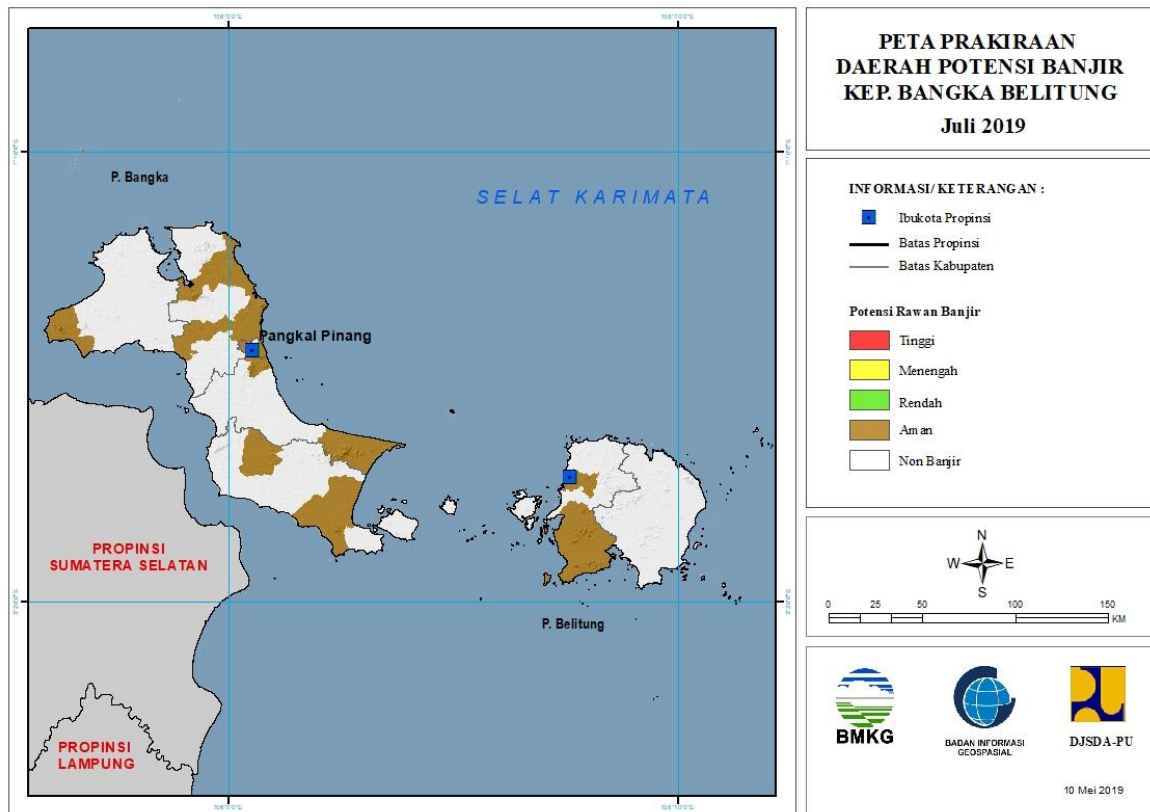 PETA PRAKIRAAN
DAERAH POTENSI BANJIR
KEP. BANGKA BELITUNG
Juli 2019
P. Bangka
SELAT KARIMATA
Pangkal Pinang
PROPINSI
SUMATERA SELATAN
P. Belitung
PROPINSI
LAMPUNG
INFORMASI/ KETERANGAN :
Ibukota Propinsi
Batas Propinsi
Batas Kabupaten
Potensi Rawan Banjir
Tinggi
Menengah
Rendah
Aman
Non Banjir
N
W E
S
0 25 50 100 150
KM
BMKG
BADAN INFORMASI
GEOSPASIAL
DJSDA-PU
10 Mei 2019